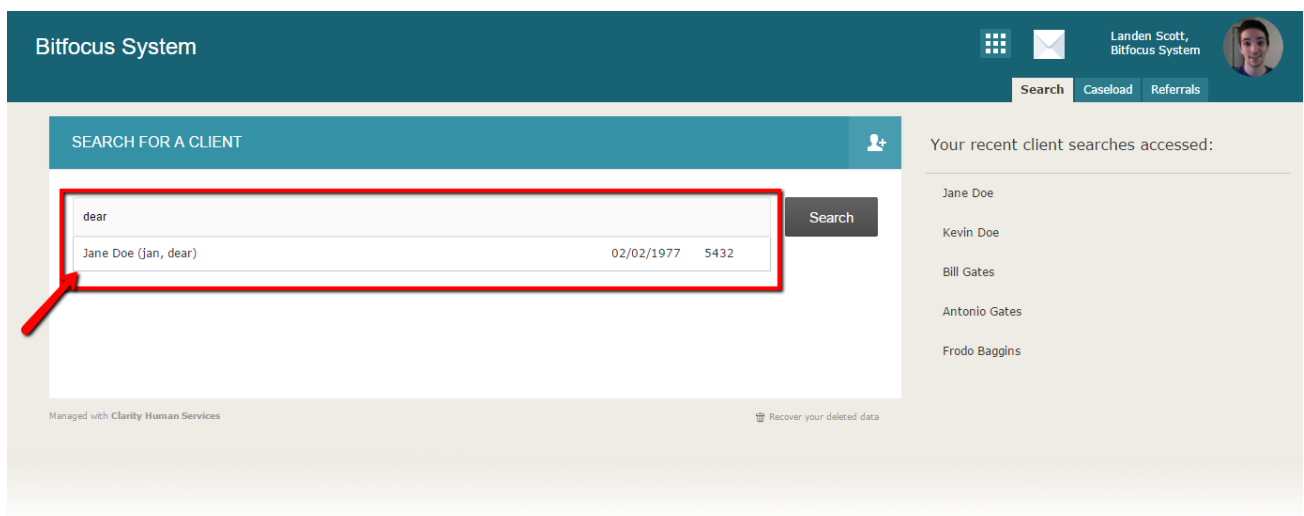 Bitfocus System
Landen Scott,
Bitfocus System
Search Caseload Referrals
SEARCH FOR A CLIENT
dear
Search
Jane Doe (jan, dear) 02/02/1977 5432
Managed with Clarity Human Services
Recover your deleted data
Your recent client searches accessed:
Jane Doe
Kevin Doe
Bill Gates
Antonio Gates
Frodo Baggins